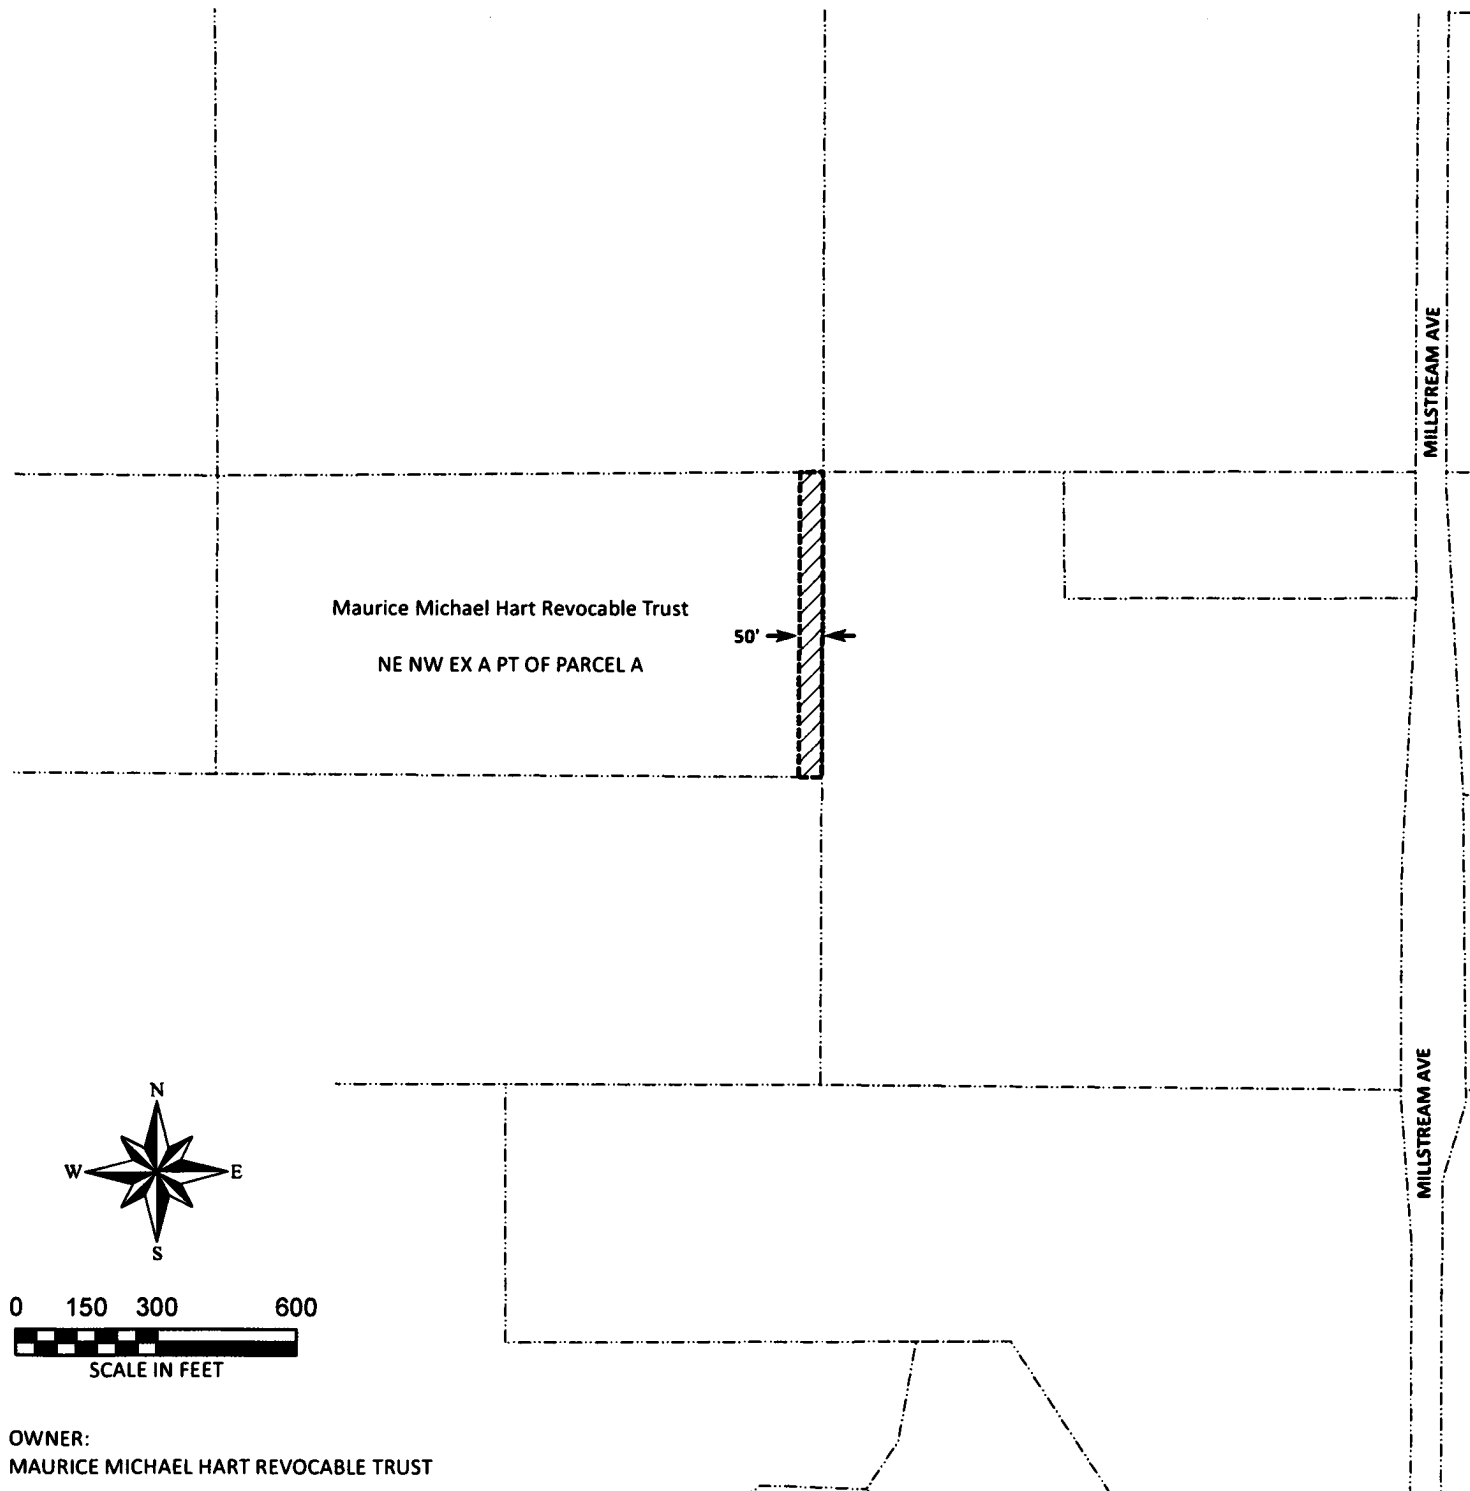 MILLSTREAM AVE
Maurice Michael Hart Revocable Trust
50'
NE NW EX A PT OF PARCEL A
MILLSTREAM AVE
N
W E
S
0 150 300 600
SCALE IN FEET
OWNER:
MAURICE MICHAEL HART REVOCABLE TRUST